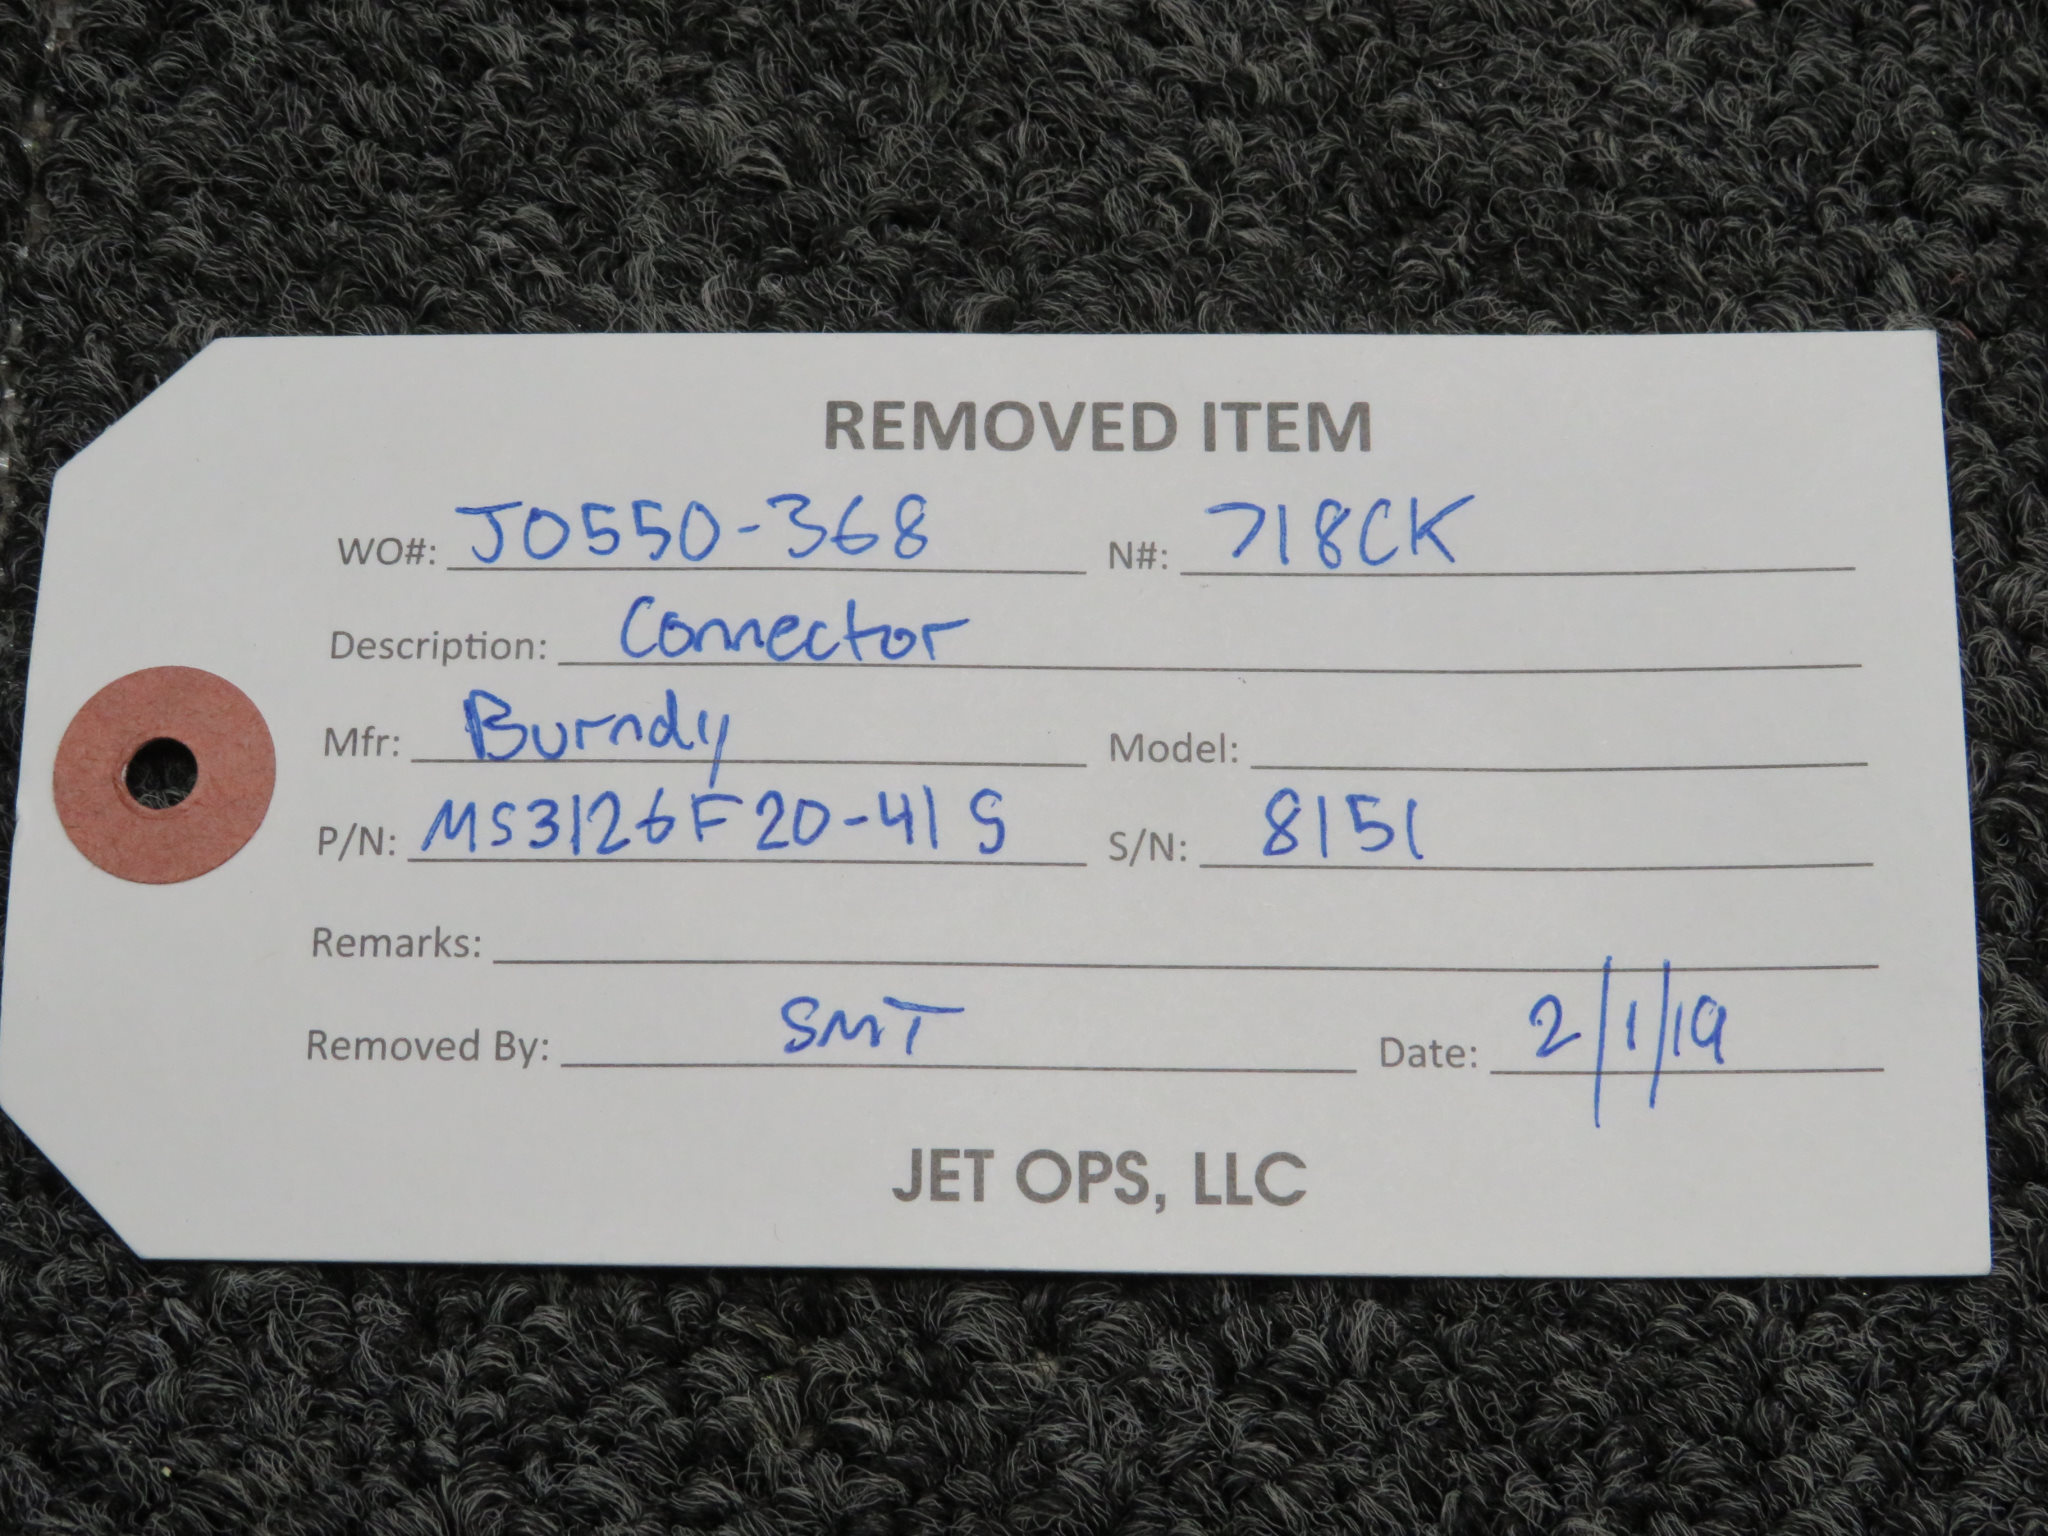 REMOVED ITEM
WO#: JO550-368 N#: 718CK
Description: Connector
Mfr: Burndy Model:
P/N: MS3126F20-41S S/N: 8151
Remarks:
Removed By: SMT Date: 2/1/19
JET OPS, LLC